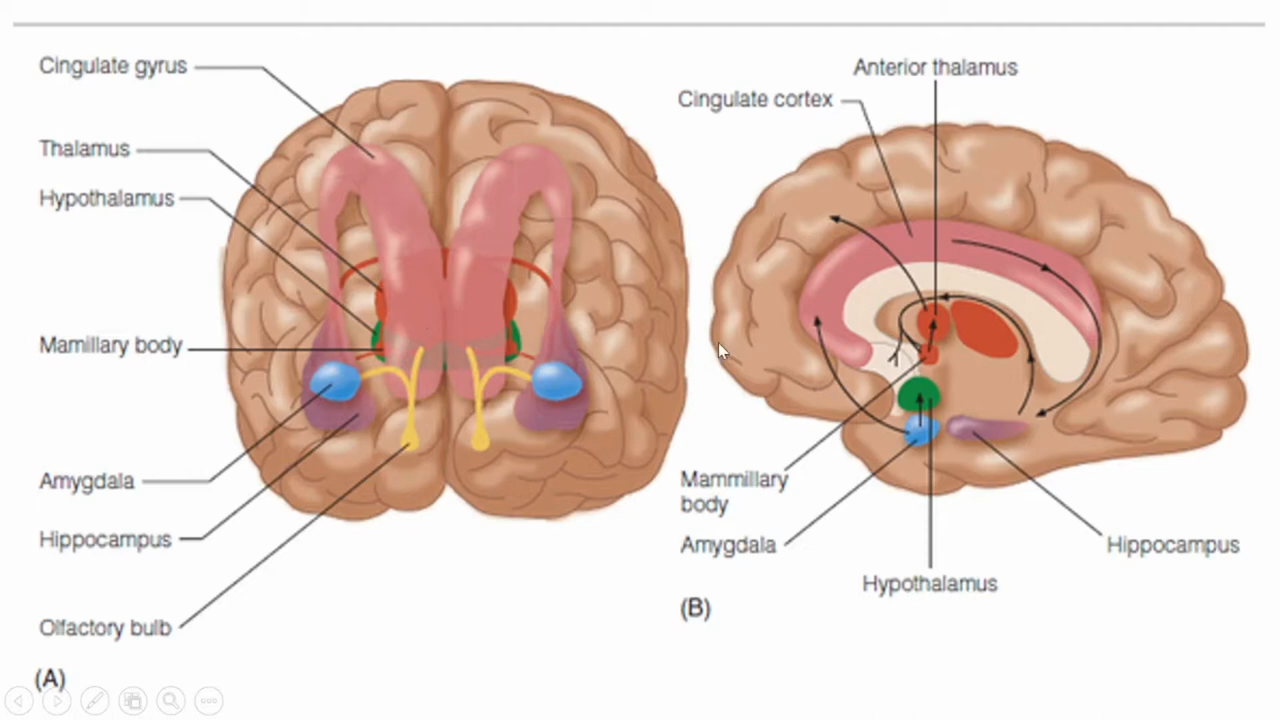 Cingulate gyrus
Thalamus
Hypothalamus
Mamillary body
Amygdala
Hippocampus
Olfactory bulb
(A)
Anterior thalamus
Cingulate cortex
Mammillary
body
Amygdala
Hypothalamus
Hippocampus
(B)